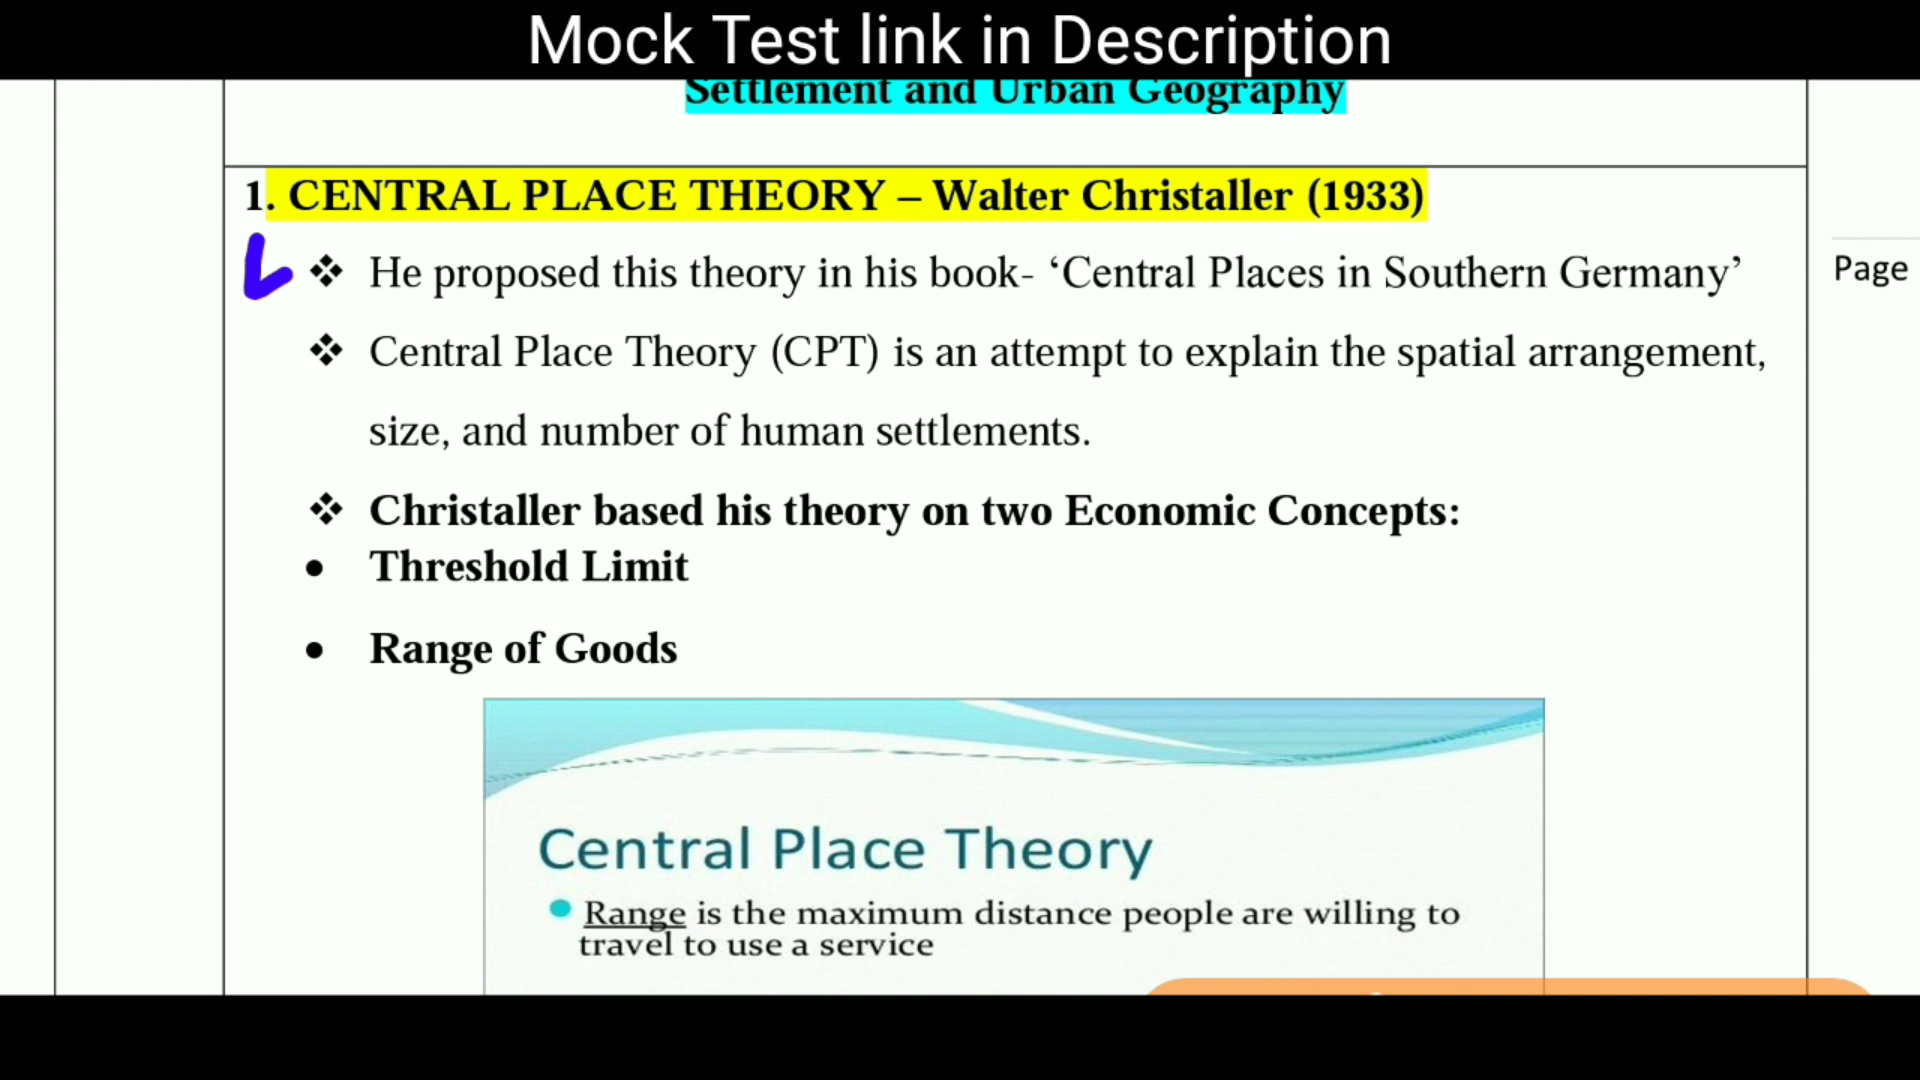 Mock Test link in Description
Settlement and Urban Geography
1. CENTRAL PLACE THEORY – Walter Christaller (1933)
❖ He proposed this theory in his book- ‘Central Places in Southern Germany’
Page
❖ Central Place Theory (CPT) is an attempt to explain the spatial arrangement,
size, and number of human settlements.
❖ Christaller based his theory on two Economic Concepts:
• Threshold Limit
• Range of Goods
Central Place Theory
• Range is the maximum distance people are willing to
travel to use a service